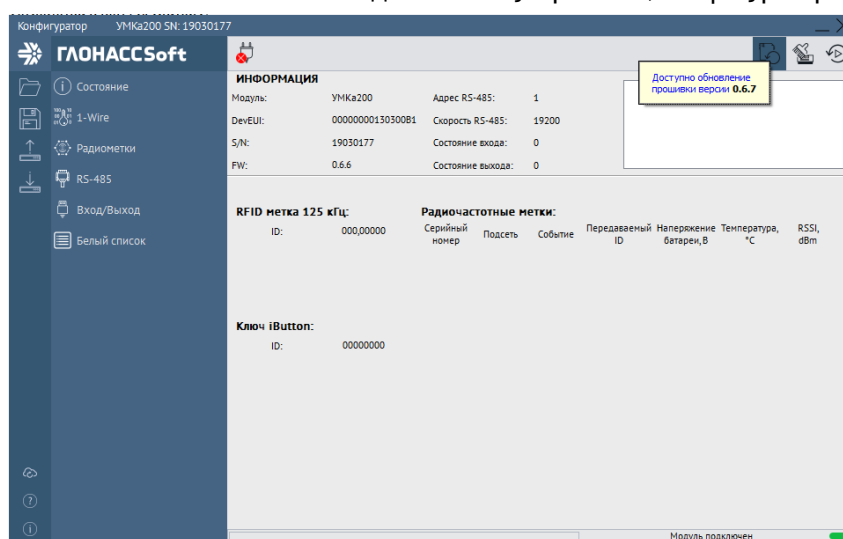 Конфигуратор УМКа200 SN: 19030177
ГЛОНАССSoft
Состояние
1-Wire
Радиометки
RS-485
Вход/Выход
Белый список
ИНФОРМАЦИЯ
Модуль: УМКа200 Адрес RS-485: 1
DevEUI: 00000000130300B1 Скорость RS-485: 19200
S/N: 19030177 Состояние входа: 0
FW: 0.6.6 Состояние выхода: 0
Доступно обновление
прошивки версии 0.6.7
RFID метка 125 кГц:
ID: 000,00000
Радиочастотные метки:
Серийный номер Подсеть Событие Передаваемый ID Наперяжение батареи,В Температура, °C RSSI, dBm
Ключ iButton:
ID: 00000000
Модуль подключен